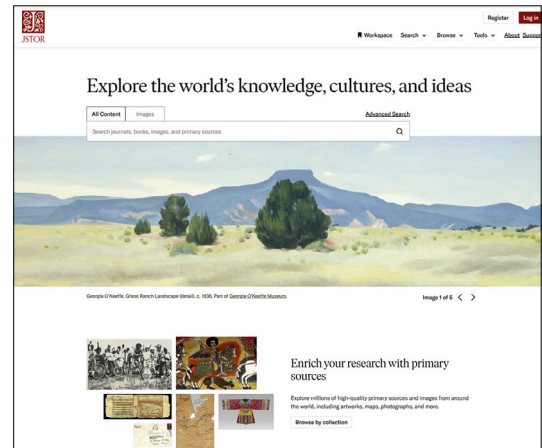 Register Log in
JSTOR
Workspace Search Browse Tools About Suppor
Explore the world's knowledge, cultures, and ideas
All Content Images Advanced Search
Search journals, books, images, and primary sources
Georgia O'Keeffe, Ghost Ranch Landscape (detail), c. 1936. Part of Georgia O'Keeffe Museum.
Image 1 of 5
Enrich your research with primary
sources
Explore millions of high-quality primary sources and images from around
the world, including artworks, maps, photographs, and more.
Browse by collection